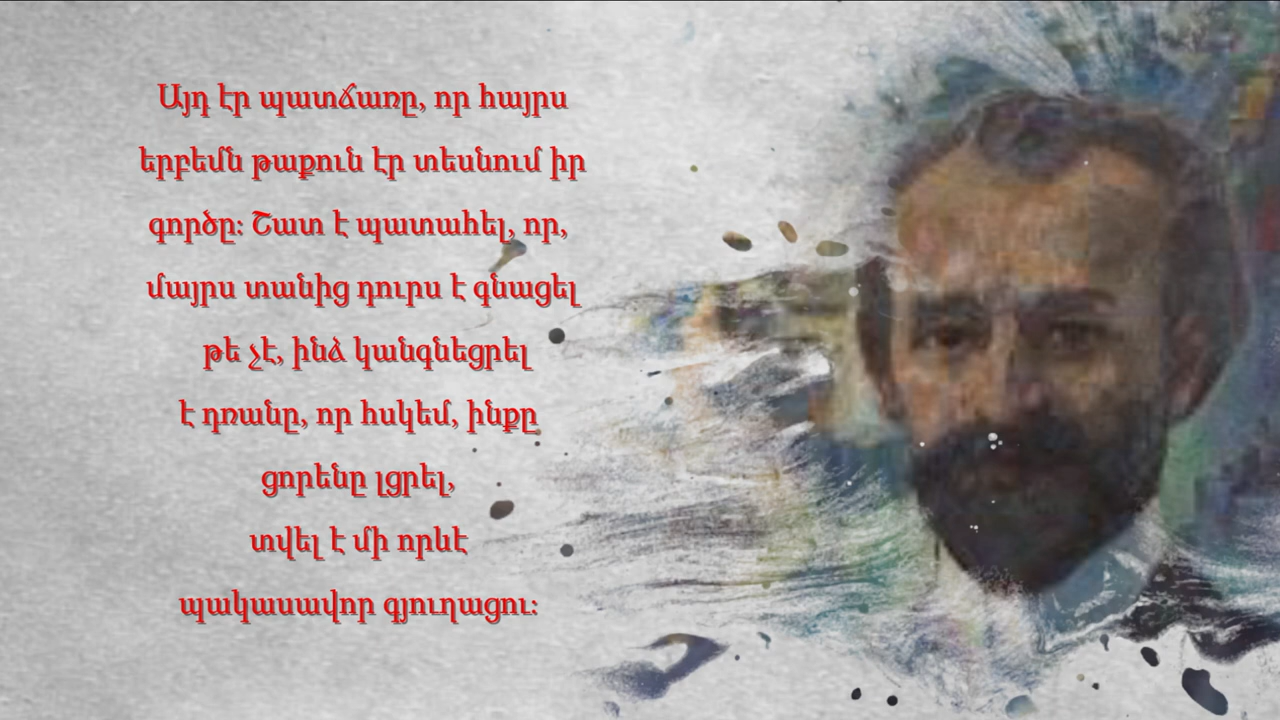 Այդ էր պատճառը, որ հայրս
երբեմն թաքուն էր տեսնում իր
գործը։ Շատ է պատահել, որ,
մայրս տանից դուրս է գնացել
թե չէ, ինձ կանգնեցրել
է դռանը, որ հսկեմ, ինքը
ցորենը լցրել,
տվել է մի որևէ
պակասավոր գյուղացու։